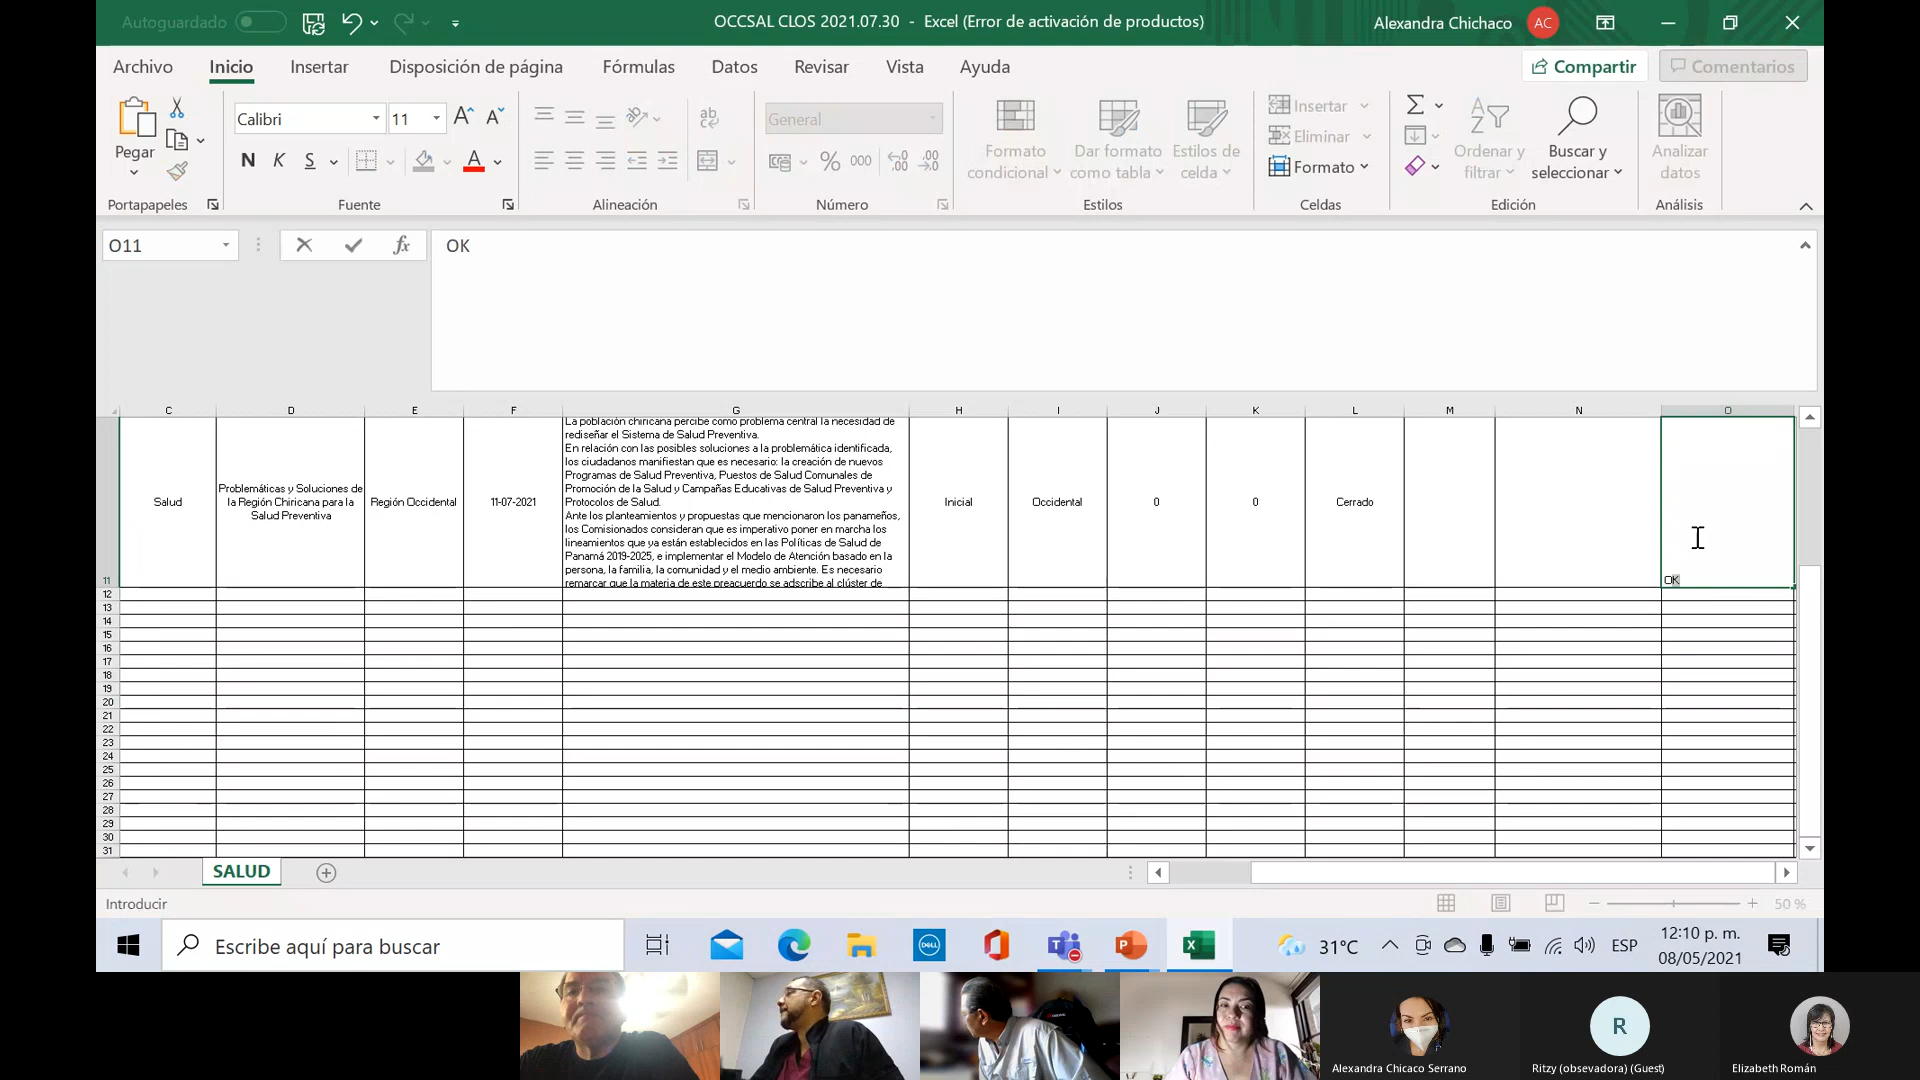 Autoguardado
OCCSAL CLOS 2021.07.30 - Excel (Error de activación de productos)
Alexandra Chichaco
AC
Archivo
Inicio
Insertar
Disposición de página
Fórmulas
Datos
Revisar
Vista
Ayuda
Compartir
Comentarios
Pegar
Portapapeles
Calibri
11
N K S
Fuente
Alineación
General
% 000
Número
Formato
condicional
Dar formato
como tabla
Estilos de
celda
Estilos
Insertar
Eliminar
Formato
Celdas
Ordenar y
filtrar
Buscar y
seleccionar
Edición
Analizar
datos
Análisis
O11
fx
OK
C D E F G H I J K L M N O
Salud
Problemáticas y Soluciones de
la Región Chiricana para la
Salud Preventiva
Región Occidental
11-07-2021
La población chiricana percibe como problema central la necesidad de
rediseñar el Sistema de Salud Preventiva.
En relación con las posibles soluciones a la problemática identificada,
los ciudadanos manifiestan que es necesario: la creación de nuevos
Programas de Salud Preventiva, Puestos de Salud Comunales de
Promoción de la Salud y Campañas Educativas de Salud Preventiva y
Protocolos de Salud.
Ante los planteamientos y propuestas que mencionaron los panameños,
los Comisionados consideran que es imperativo poner en marcha los
lineamientos que ya están establecidos en las Políticas de Salud de
Panamá 2019-2025, e implementar el Modelo de Atención basado en la
persona, la familia, la comunidad y el medio ambiente. Es necesario
remarcar que la materia de este preacuerdo se adscribe al clúster de
Inicial
Occidental
0
0
Cerrado
OK
11
12
13
14
15
16
17
18
19
20
21
22
23
24
25
26
27
28
29
30
31
SALUD
Introducir
50 %
Escribe aquí para buscar
DELL
31°C
ESP
12:10 p. m.
08/05/2021
Alexandra Chicaco Serrano
R
Ritzy (obsevadora) (Guest)
Elizabeth Román